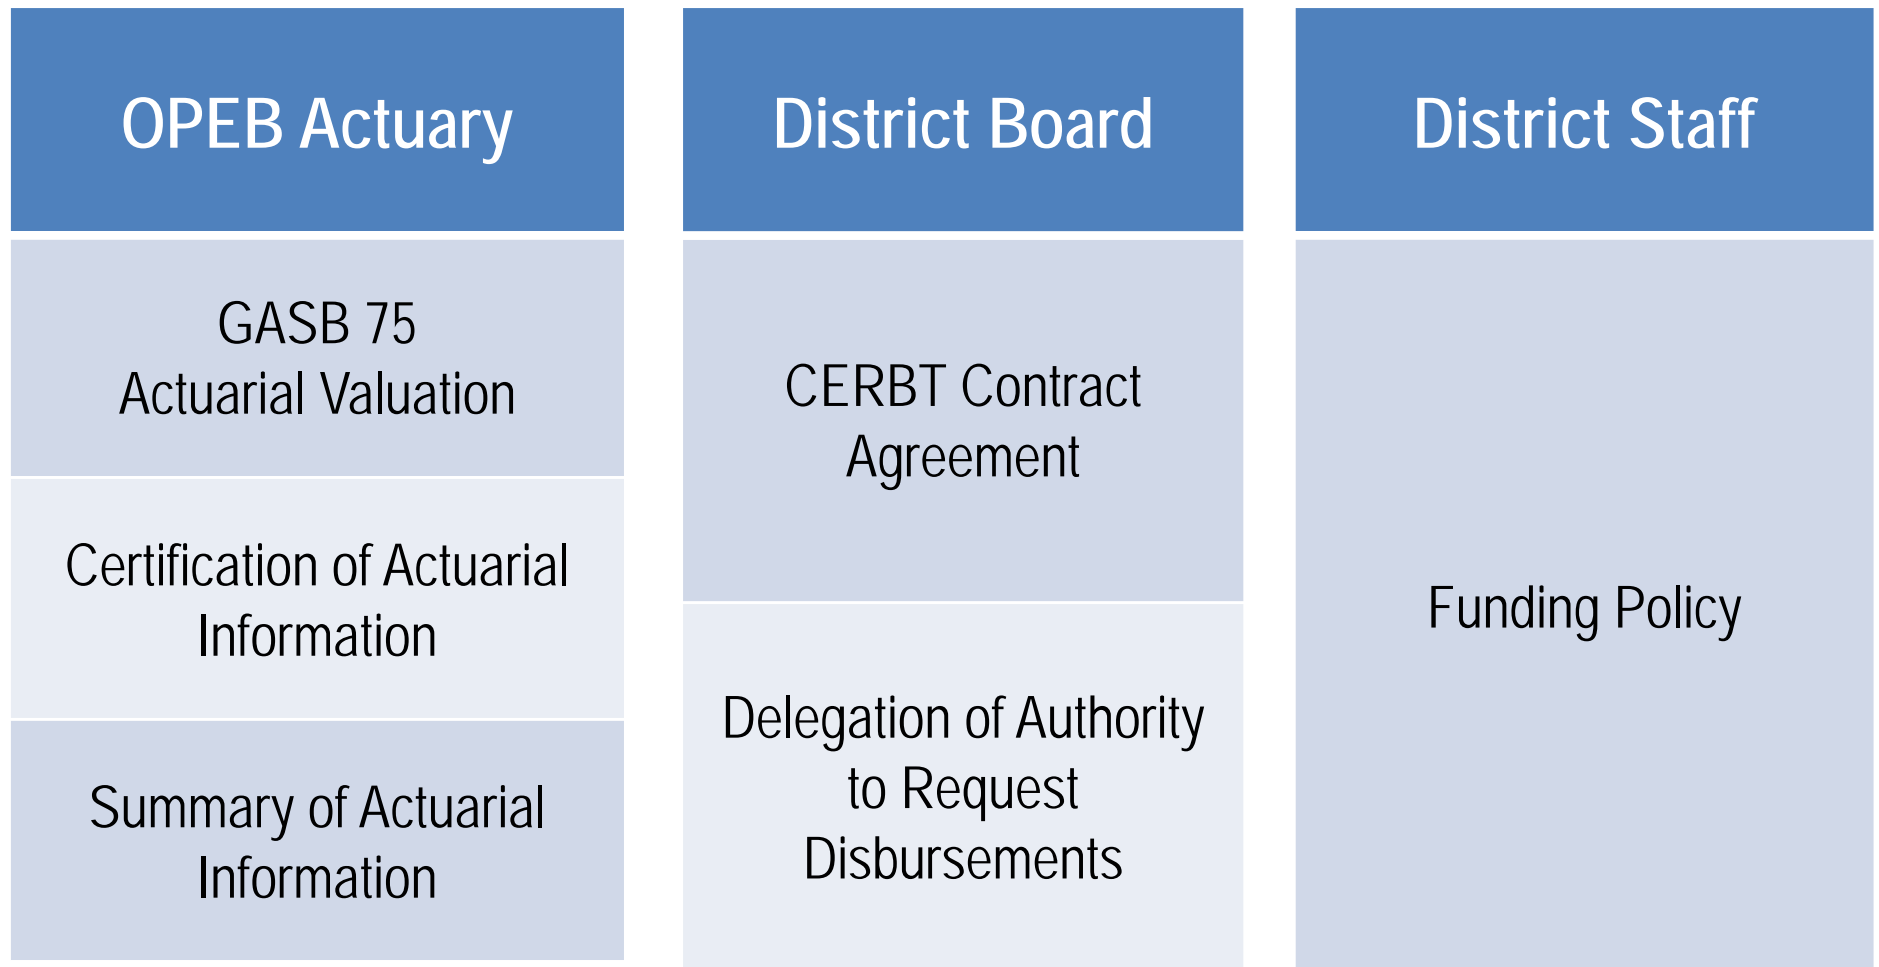 OPEB Actuary
GASB 75
Actuarial Valuation
Certification of Actuarial
Information
Summary of Actuarial
Information
District Board
CERBT Contract
Agreement
Delegation of Authority
to Request
Disbursements
District Staff
Funding Policy